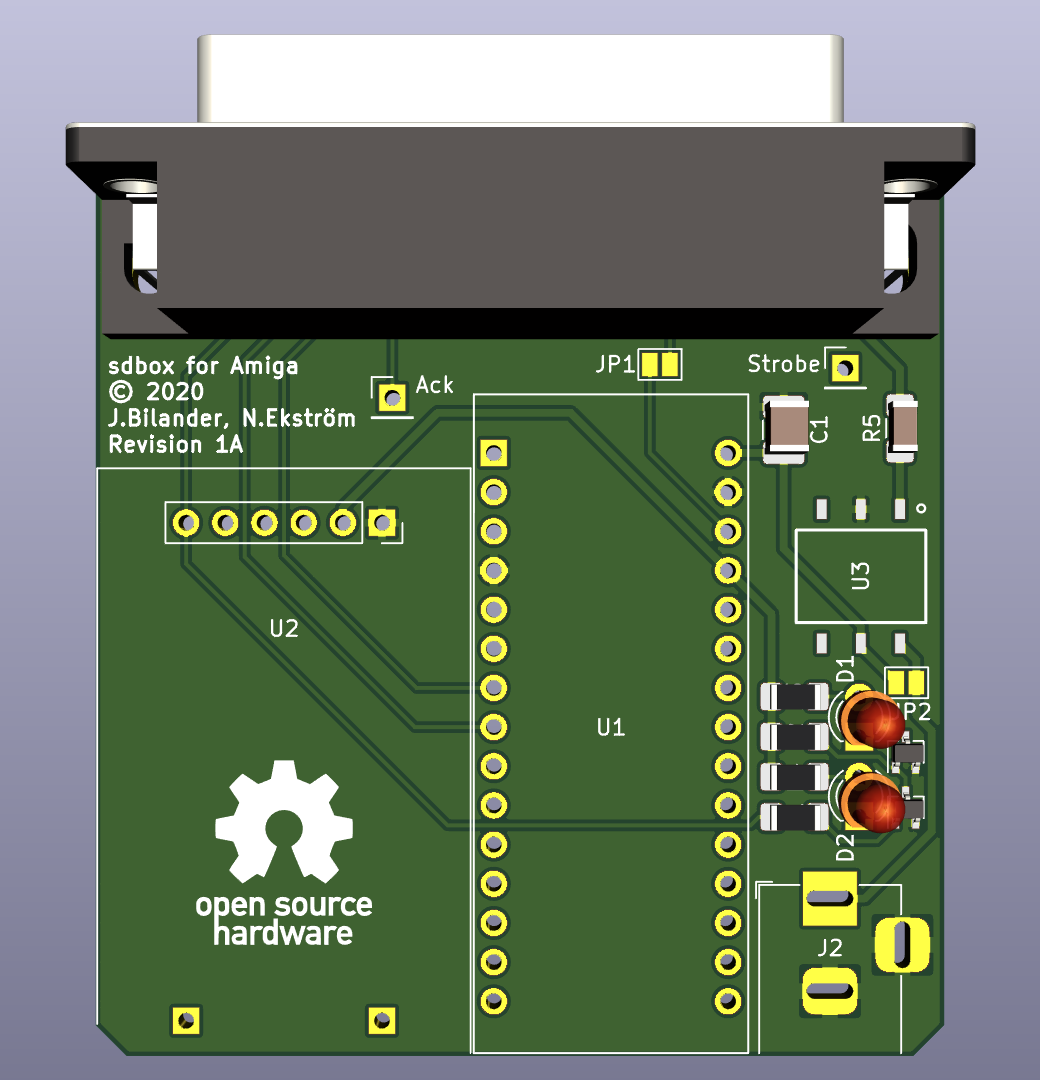 sdbox for Amiga
© 2020
J.Bilander, N.Ekström
Revision 1A
Ack
JP1
Strobe
C1
R5
U3
U2
D1
JP2
U1
D2
J2
open source
hardware